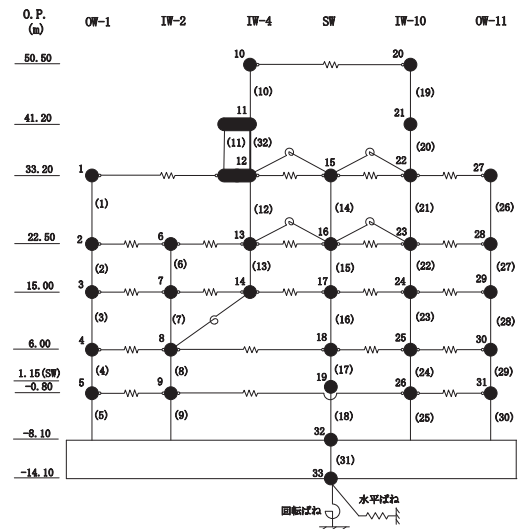 O.P.
(m)
OW-1 IW-2 IW-4 SW IW-10 OW-11
50.50 10 20
(10) (19)
41.20 11 21
(11) (32) (20)
33.20 1 12 15 22 27
(1) (12) (14) (21) (26)
22.50 2 6 13 16 23 28
(2) (6) (13) (15) (22) (27)
15.00 3 7 14 17 24 29
(3) (7) (16) (23) (28)
6.00 4 8 18 25 30
(4) (8) (17) (24) (29)
1.15(SW) 19
-0.80 5 9 26 31
(5) (9) (18) (25) (30)
-8.10 32
(31)
-14.10 33
回転ばね 水平ばね